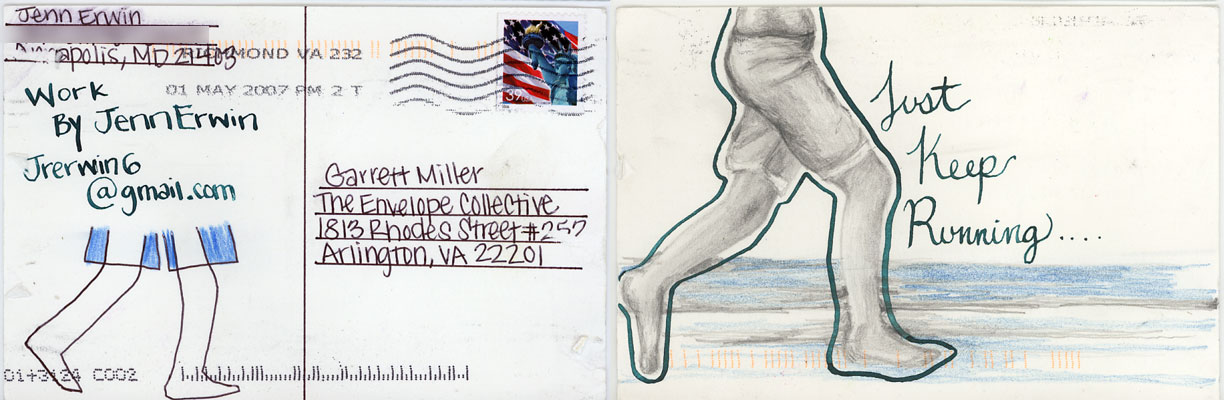 Jenn Erwin
Annapolis, MD 21403
RICHMOND VA 232
01 MAY 2007 PM 2 T
39
Work
By Jenn Erwin
Jrerwin6
@gmail.com
Garrett Miller
The Envelope Collective
1813 Rhodes Street #257
Arlington, VA 22201
01+3124 C002
Just
Keep
Running....